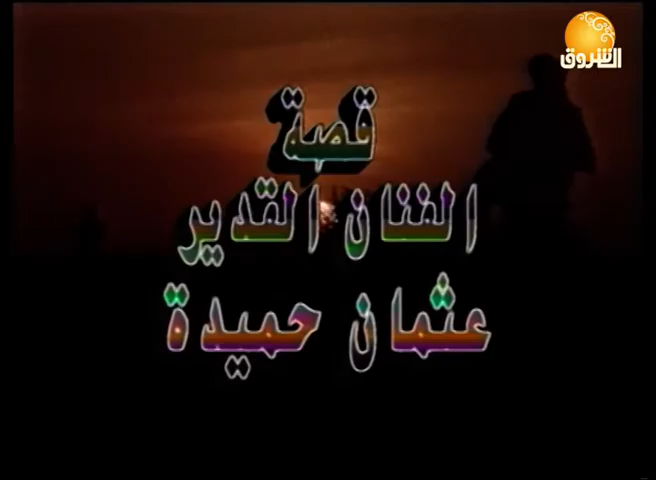 الشروق
قصة
الفنان القدير
عثمان حميدة